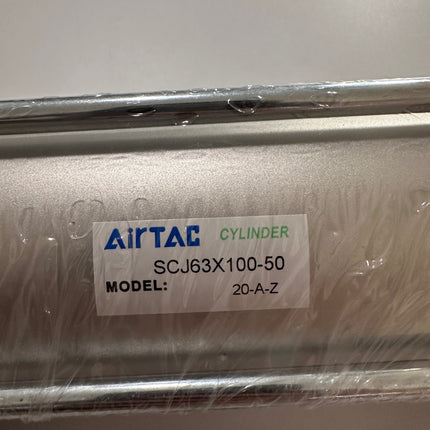 AirTAC CYLINDER
SCJ63X100-50
MODEL: 20-A-Z